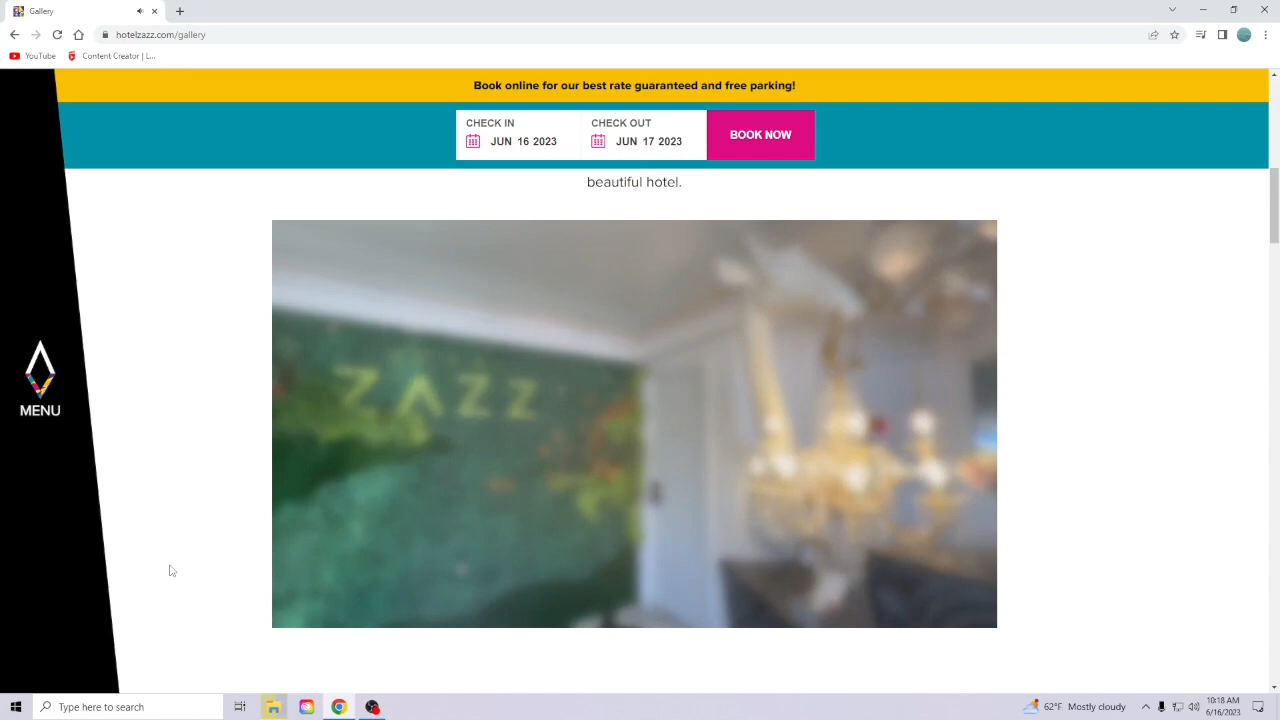 Gallery
hotelzazz.com/gallery
YouTube
Content Creator | L...
Book online for our best rate guaranteed and free parking!
CHECK IN
JUN 16 2023
CHECK OUT
JUN 17 2023
BOOK NOW
beautiful hotel.
ZAZZ
MENU
Type here to search
62°F Mostly cloudy
10:18 AM
6/16/2023